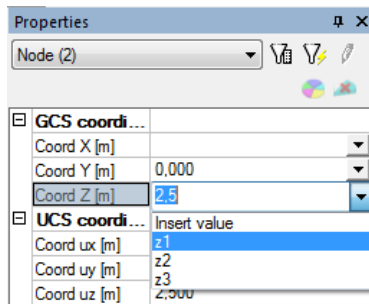 Properties
Node (2)
GCS coordi...
Coord X [m]
Coord Y [m] 0,000
Coord Z [m] 2,5
UCS coordi... Insert value
Coord ux [m] z1
Coord uy [m] z2
z3
Coord uz [m] 2,500